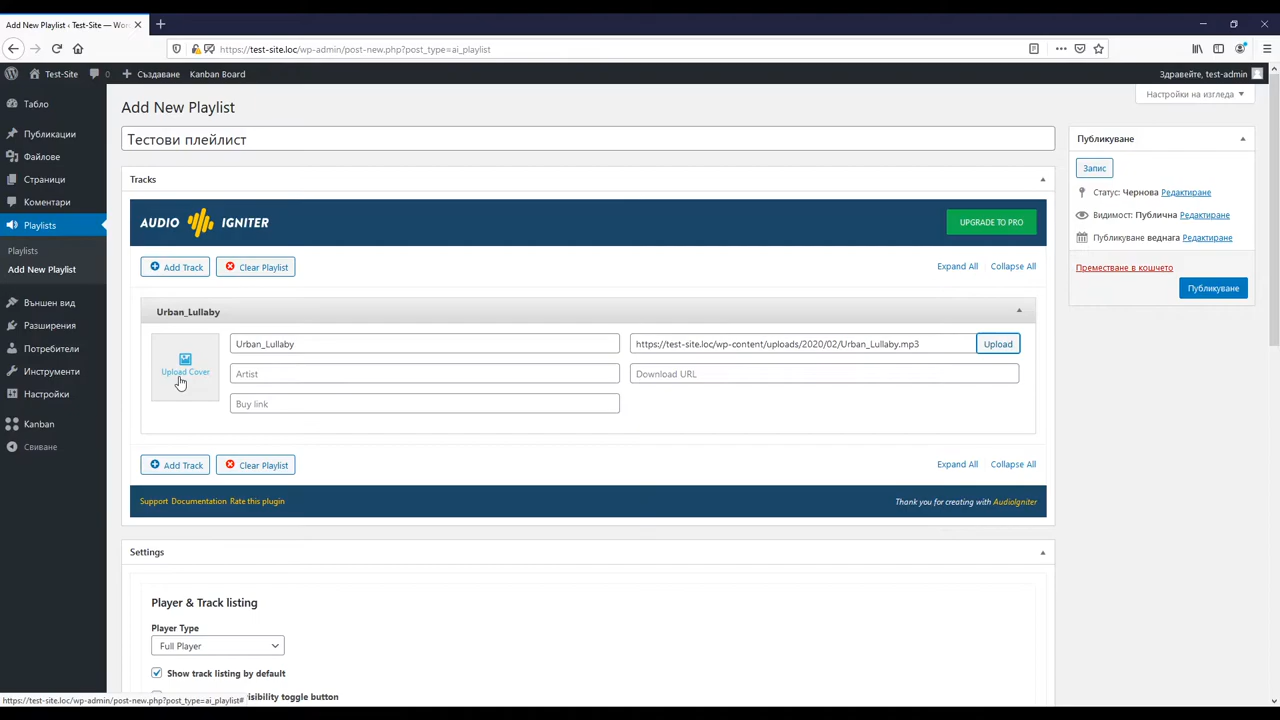 Add New Playlist ‹ Test-Site — Wor
https://test-site.loc/wp-admin/post-new.php?post_type=ai_playlist
Test-Site
0
Създаване
Kanban Board
Здравейте, test-admin
Табло
Публикации
Файлове
Страници
Коментари
Playlists
Playlists
Add New Playlist
Външен вид
Разширения
Потребители
Инструменти
Настройки
Kanban
Свиване
Настройки на изгледа
Add New Playlist
Тестови плейлист
Tracks
AUDIO IGNITER
UPGRADE TO PRO
Add Track
Clear Playlist
Expand All
Collapse All
Urban_Lullaby
Upload Cover
Urban_Lullaby
https://test-site.loc/wp-content/uploads/2020/02/Urban_Lullaby.mp3
Upload
Artist
Download URL
Buy link
Add Track
Clear Playlist
Expand All
Collapse All
Support Documentation Rate this plugin
Thank you for creating with AudioIgniter
Settings
Player & Track listing
Player Type
Full Player
Show track listing by default
visibility toggle button
Публикуване
Запис
Статус: Чернова Редактиране
Видимост: Публична Редактиране
Публикуване веднага Редактиране
Преместване в кошчето
Публикуване
https://test-site.loc/wp-admin/post-new.php?post_type=ai_playlist#